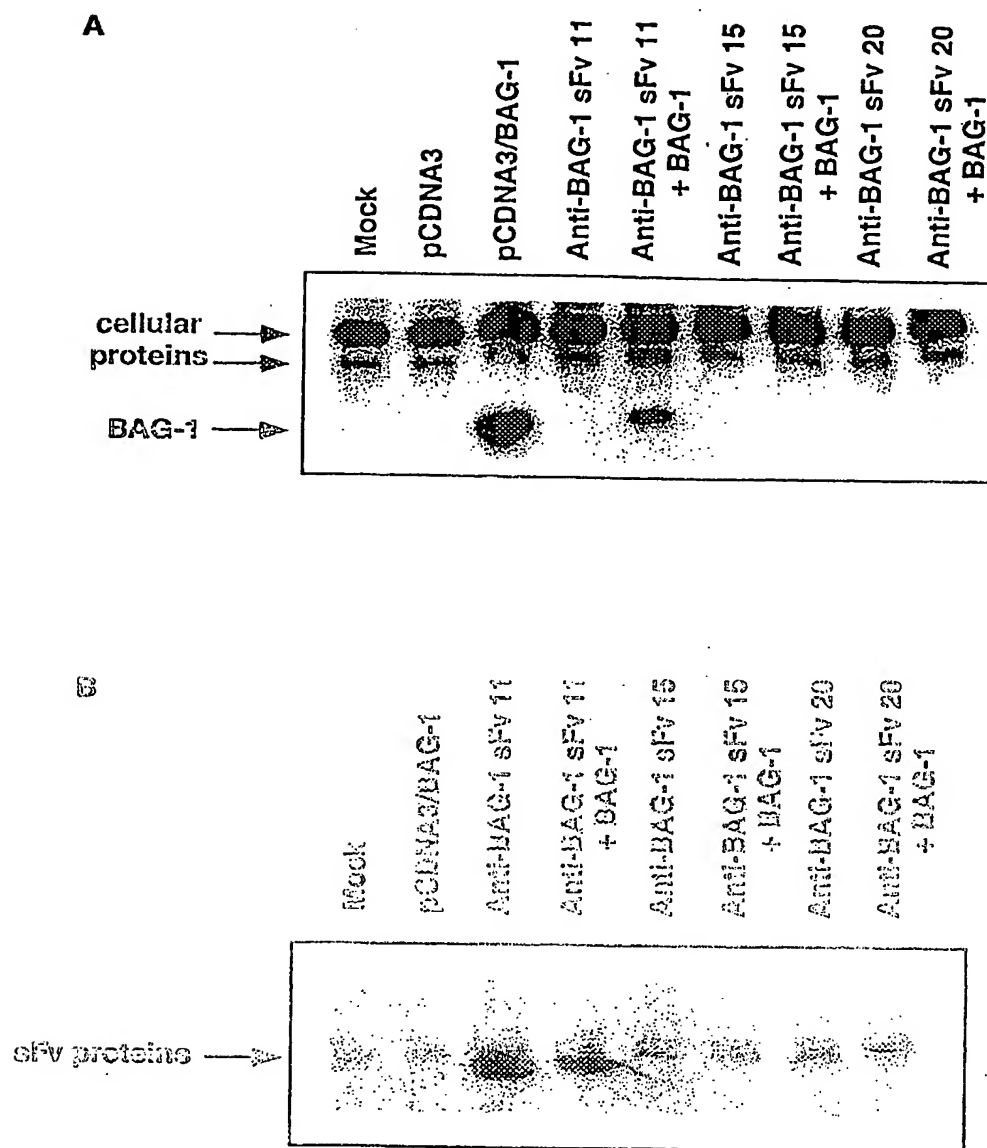 A
Mock
pCDNA3
pCDNA3/BAG-1
Anti-BAG-1 sFv 11
Anti-BAG-1 sFv 11
+ BAG-1
Anti-BAG-1 sFv 15
Anti-BAG-1 sFv 15
+ BAG-1
Anti-BAG-1 sFv 20
Anti-BAG-1 sFv 20
+ BAG-1
cellular
proteins
BAG-1
B
Mock
pCDNA3/BAG-1
Anti-BAG-1 sFv 11
Anti-BAG-1 sFv 11
+ BAG-1
Anti-BAG-1 sFv 15
Anti-BAG-1 sFv 15
+ BAG-1
Anti-BAG-1 sFv 20
Anti-BAG-1 sFv 20
+ BAG-1
sFv proteins